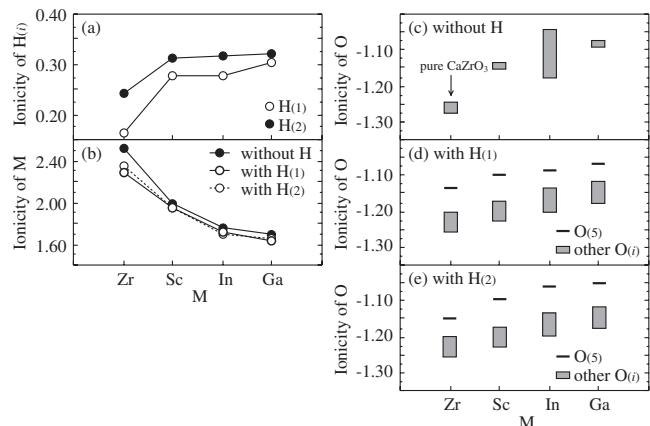 (a)
Ionicity of H(i)
0.30
0.20
0.10
H(1)
H(2)
(b)
Ionicity of M
2.40
2.00
1.60
without H
with H(1)
with H(2)
Zr Sc In Ga
M
(c) without H
Ionicity of O
-1.10
-1.20
-1.30
pure CaZrO3
(d) with H(1)
Ionicity of O
-1.10
-1.20
-1.30
O(5)
other O(i)
(e) with H(2)
Ionicity of O
-1.10
-1.20
-1.30
O(5)
other O(i)
Zr Sc In Ga
M